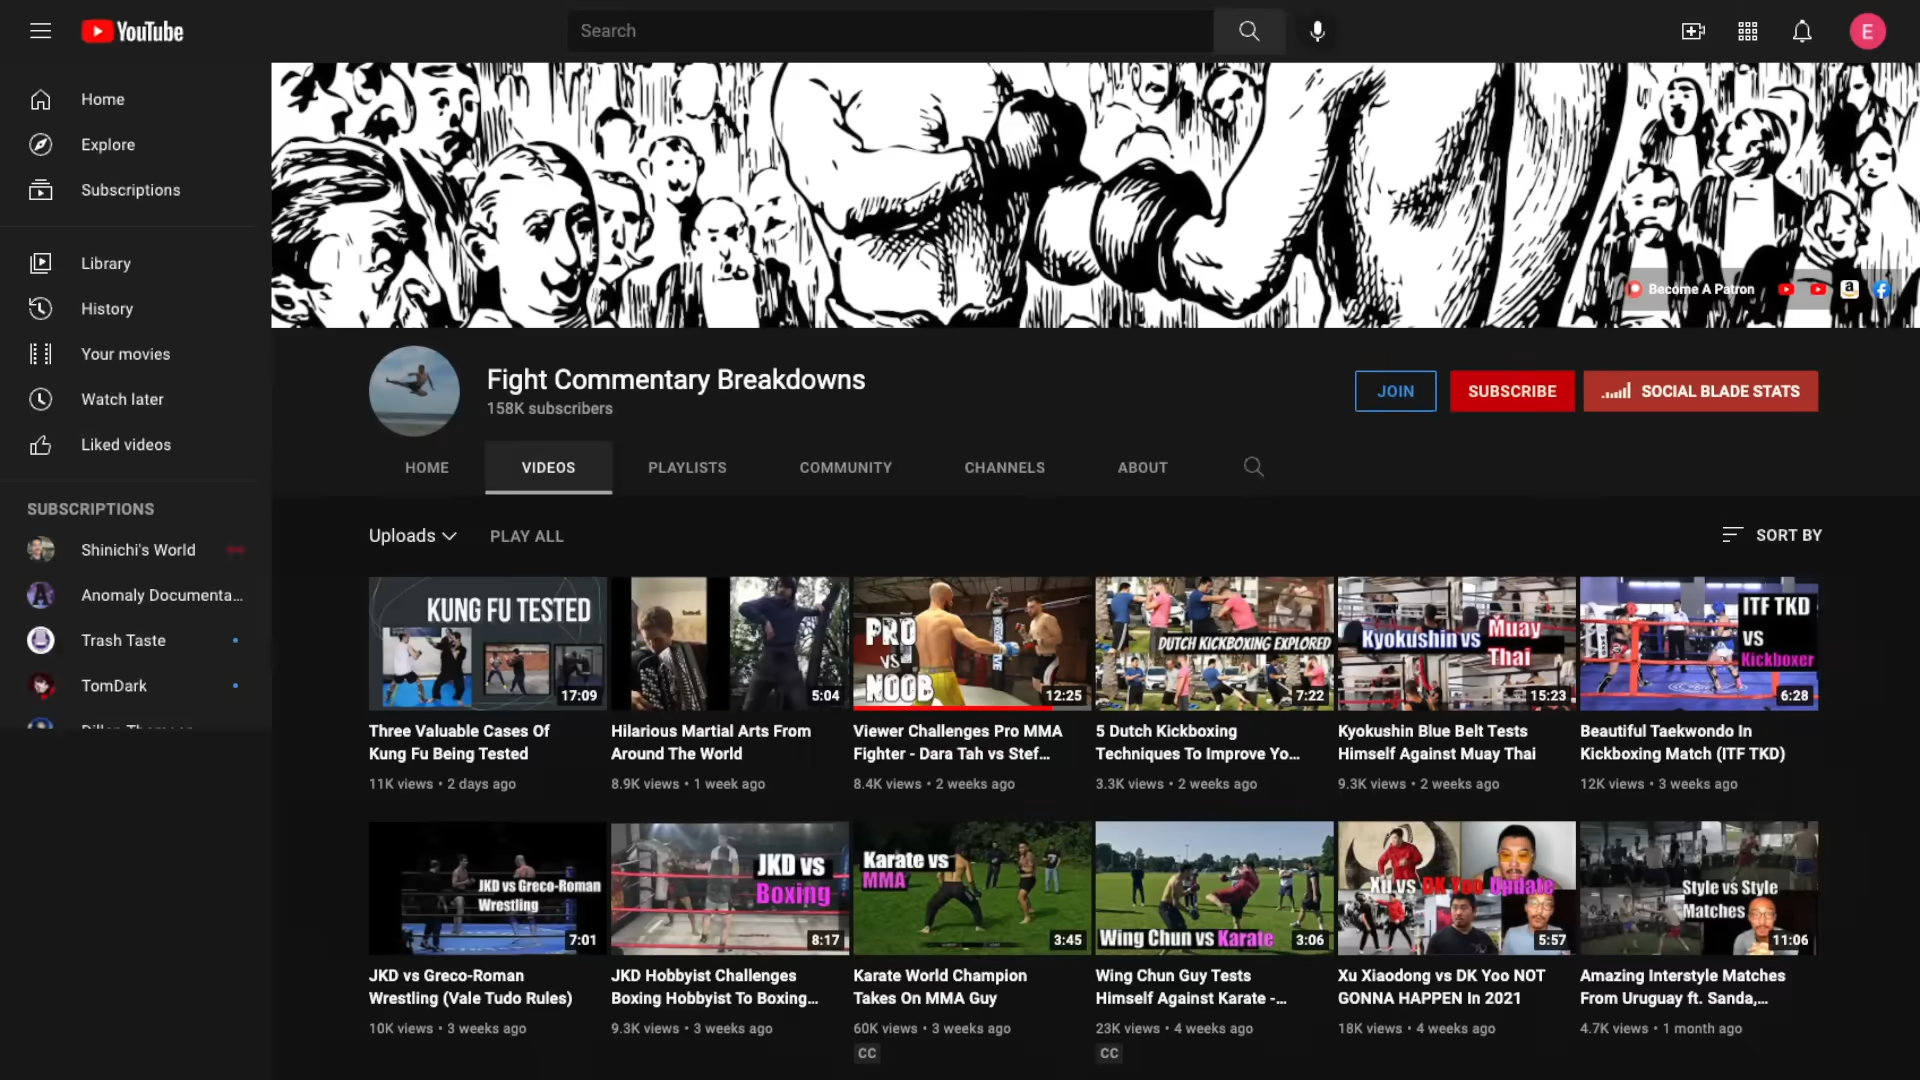 YouTube
Search
E
Home
Explore
Subscriptions
Library
History
Your movies
Watch later
Liked videos
SUBSCRIPTIONS
Shinichi's World
Anomaly Documenta...
Trash Taste
TomDark
Become A Patron
Fight Commentary Breakdowns
158K subscribers
JOIN
SUBSCRIBE
SOCIAL BLADE STATS
HOME
VIDEOS
PLAYLISTS
COMMUNITY
CHANNELS
ABOUT
Uploads
PLAY ALL
SORT BY
KUNG FU TESTED
17:09
Three Valuable Cases Of
Kung Fu Being Tested
11K views • 2 days ago
5:04
Hilarious Martial Arts From
Around The World
8.9K views • 1 week ago
PRO
VS
NOOB
12:25
Viewer Challenges Pro MMA
Fighter - Dara Tah vs Stef...
8.4K views • 2 weeks ago
DUTCH KICKBOXING EXPLORED
7:22
5 Dutch Kickboxing
Techniques To Improve Yo...
3.3K views • 2 weeks ago
Kyokushin vs Muay
Thai
15:23
Kyokushin Blue Belt Tests
Himself Against Muay Thai
9.3K views • 2 weeks ago
ITF TKD
VS
Kickboxer
6:28
Beautiful Taekwondo In
Kickboxing Match (ITF TKD)
12K views • 3 weeks ago
JKD vs Greco-Roman
Wrestling
7:01
JKD vs Greco-Roman
Wrestling (Vale Tudo Rules)
10K views • 3 weeks ago
JKD vs
Boxing
8:17
JKD Hobbyist Challenges
Boxing Hobbyist To Boxing...
9.3K views • 3 weeks ago
Karate vs
MMA
3:45
Karate World Champion
Takes On MMA Guy
60K views • 3 weeks ago
CC
Wing Chun vs Karate
3:06
Wing Chun Guy Tests
Himself Against Karate -...
23K views • 4 weeks ago
CC
Xu vs DK Yoo Update
5:57
Xu Xiaodong vs DK Yoo NOT
GONNA HAPPEN In 2021
18K views • 4 weeks ago
Style vs Style
Matches
11:06
Amazing Interstyle Matches
From Uruguay ft. Sanda,...
4.7K views • 1 month ago